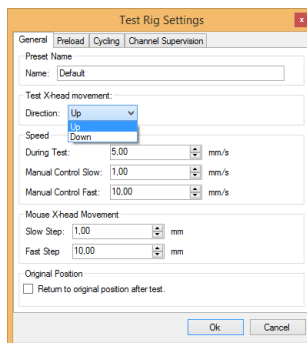 Test Rig Settings
x
General Preload Cycling Channel Supervision
Preset Name
Name: Default
Test X-head movement:
Direction: Up
Up
Down
Speed
During Test: 5,00 mm/s
Manual Control Slow: 1,00 mm/s
Manual Control Fast: 10,00 mm/s
Mouse X-head Movement
Slow Step: 1,00 mm
Fast Step 10,00 mm
Original Position
Return to original position after test.
Ok Cancel